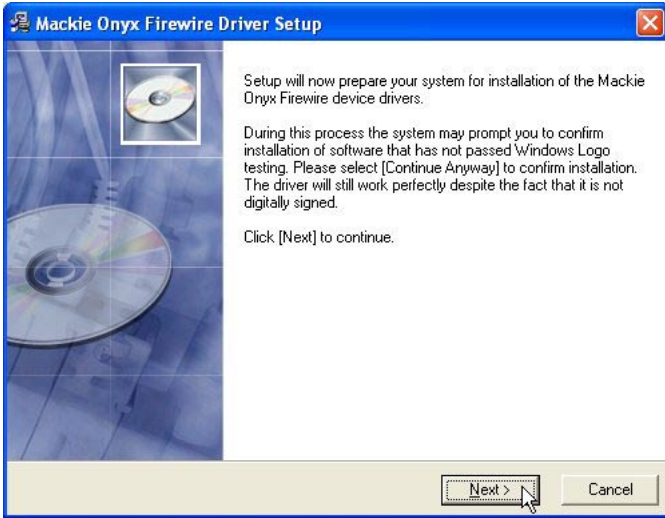 Mackie Onyx Firewire Driver Setup
Setup will now prepare your system for installation of the Mackie
Onyx Firewire device drivers.
During this process the system may prompt you to confirm
installation of software that has not passed Windows Logo
testing. Please select [Continue Anyway] to confirm installation.
The driver will still work perfectly despite the fact that it is not
digitally signed.
Click [Next] to continue.
Next >
Cancel